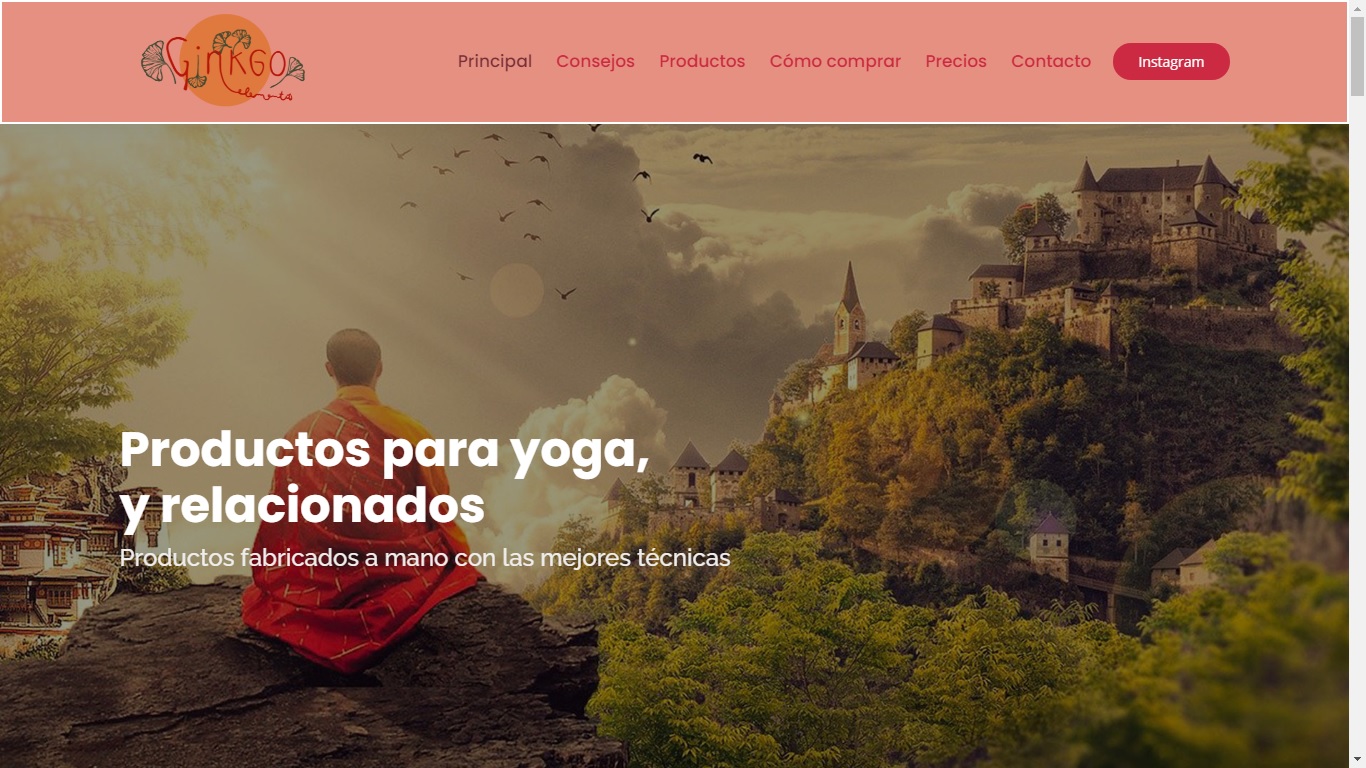 Ginkgo
elementos
Principal
Consejos
Productos
Cómo comprar
Precios
Contacto
Instagram
Productos para yoga,
y relacionados
Productos fabricados a mano con las mejores técnicas